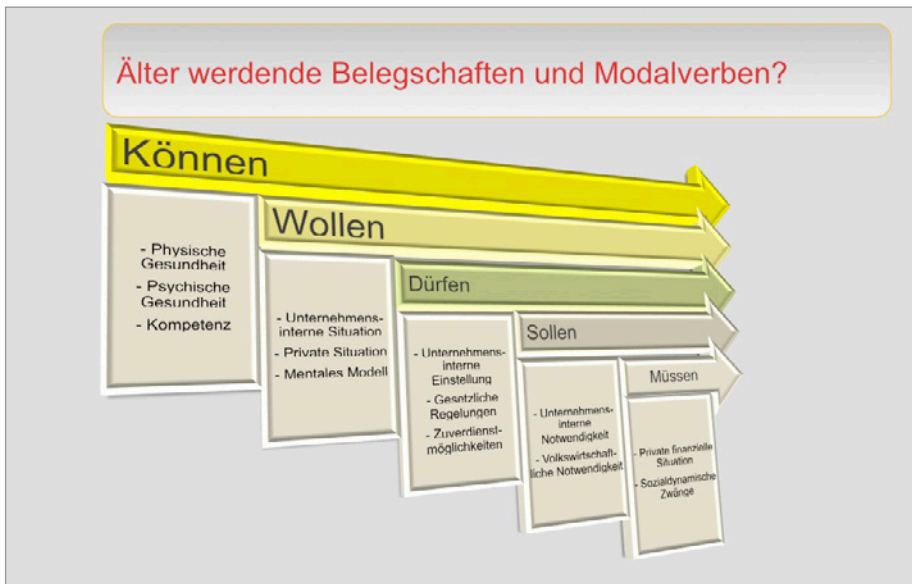 Älter werdende Belegschaften und Modalverben?
Können
- Physische
Gesundheit
- Psychische
Gesundheit
- Kompetenz
Wollen
- Unternehmens-
interne Situation
- Private Situation
- Mentales Modell
Dürfen
- Unternehmens-
interne
Einstellung
- Gesetzliche
Regelungen
- Zuverdienst-
möglichkeiten
Sollen
- Unternehmens-
interne
Notwendigkeit
- Volkswirtschaft-
liche Notwendigkeit
Müssen
- Private finanzielle
Situation
- Sozialdynamische
Zwänge